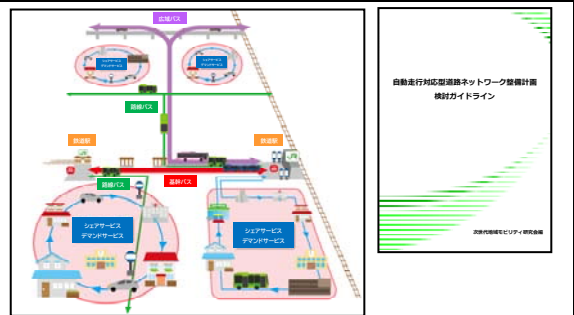 広域バス
シェアサービス
デマンドサービス
シェアサービス
デマンドサービス
路線バス
鉄道駅
鉄道駅
JR
路線バス
基幹バス
シェアサービス
デマンドサービス
シェアサービス
デマンドサービス
自動走行対応型道路ネットワーク整備計画
検討ガイドライン
次世代地域モビリティ研究会編